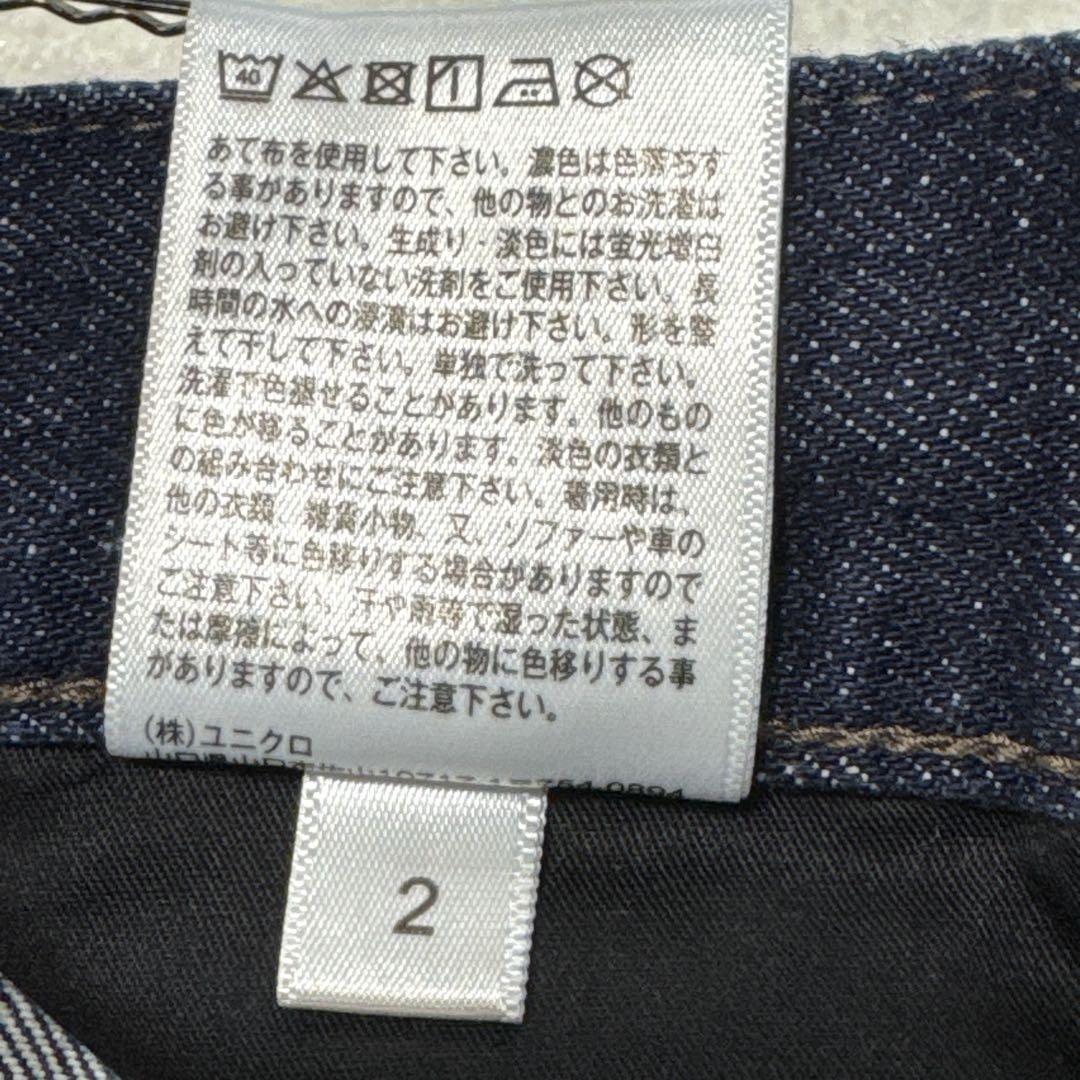 40
あて布を使用して下さい。濃色は色落ちす
る事がありますので、他の物とのお洗濯は
お避け下さい。生成り・淡色には蛍光増白
剤の入っていない洗剤をご使用下さい。長
時間の水への浸漬はお避け下さい。形を整
えて干して下さい。単独で洗って下さい。
洗濯で色褪せることがあります。他のもの
に色が移ることがあります。淡色の衣類と
の組み合わせにご注意下さい。着用時は、
他の衣類、雑貨小物、又、ソファーや車の
シート等に色移りする場合がありますので
ご注意下さい。汗や雨等で湿った状態、ま
たは摩擦によって、他の物に色移りする事
がありますので、ご注意下さい。
(株)ユニクロ
2